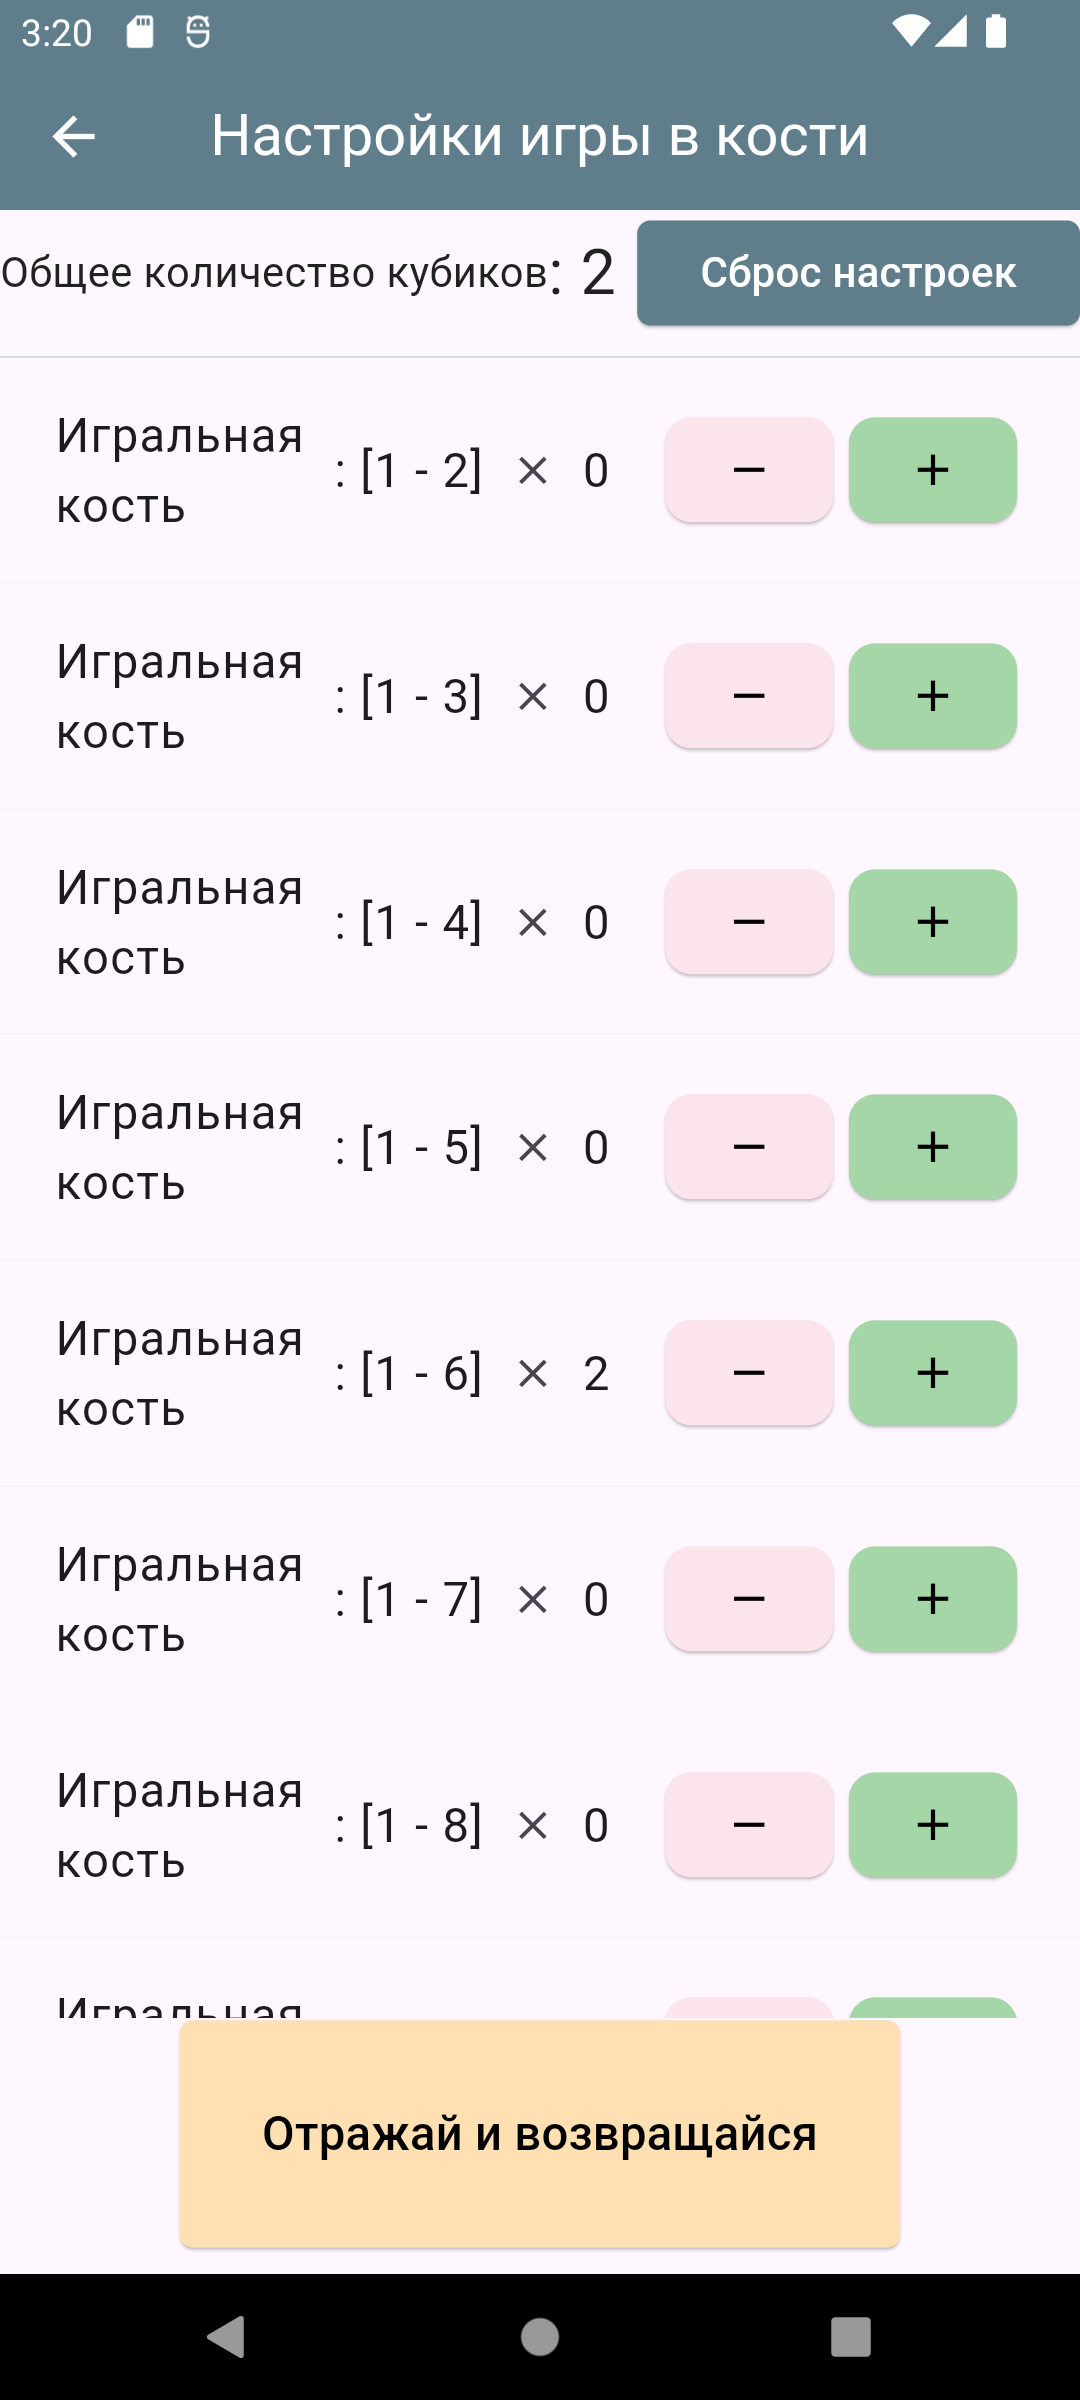 3:20
Настройки игры в кости
Общее количество кубиков: 2
Сброс настроек
Игральная
кость
: [1 - 2] × 0
− +
Игральная
кость
: [1 - 3] × 0
− +
Игральная
кость
: [1 - 4] × 0
− +
Игральная
кость
: [1 - 5] × 0
− +
Игральная
кость
: [1 - 6] × 2
− +
Игральная
кость
: [1 - 7] × 0
− +
Игральная
кость
: [1 - 8] × 0
− +
Игральная
Отражай и возвращайся